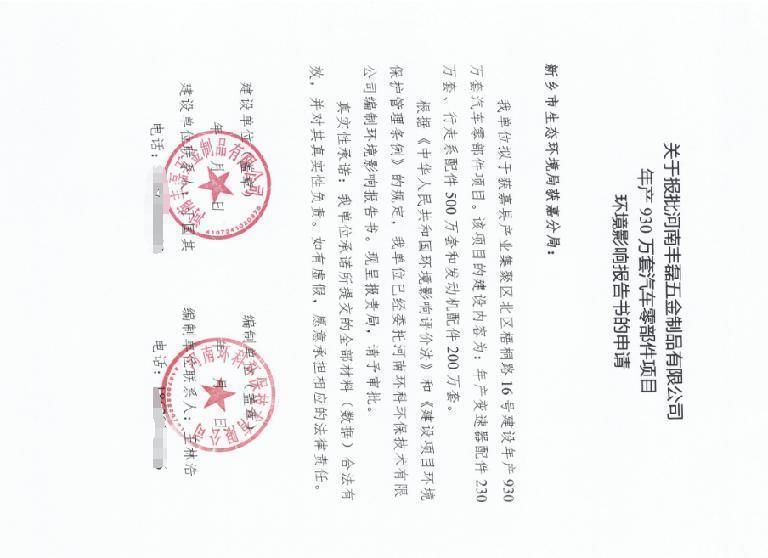 关于报批河南丰磊五金制品有限公司
年产930万套汽车零部件项目
环境影响报告书的申请
新乡市生态环境局获嘉分局：
我单位拟于获嘉县产业集聚区北区梧桐路16号建设年产930
万套汽车零部件项目。该项目的建设内容为：年产变速器配件230
万套、行走系配件500万套和发动机配件200万套。
根据《中华人民共和国环境影响评价法》和《建设项目环境
保护管理条例》的规定，我单位已经委托河南环科环保技术有限
公司编制环境影响报告书。现呈报贵局，请予审批。
真实性承诺：我单位承诺所提交的全部材料（数据）合法有
效，并对其真实性负责。如有虚假，愿意承担相应的法律责任。
建设单位（盖章） 编制单位（盖章）
年 月 日 年 月 日
建设单位联系人： 国其 编制单位联系人：王林浩
电话： 电话：
河南丰磊五金制品有限公司
河南环科环保技术有限公司